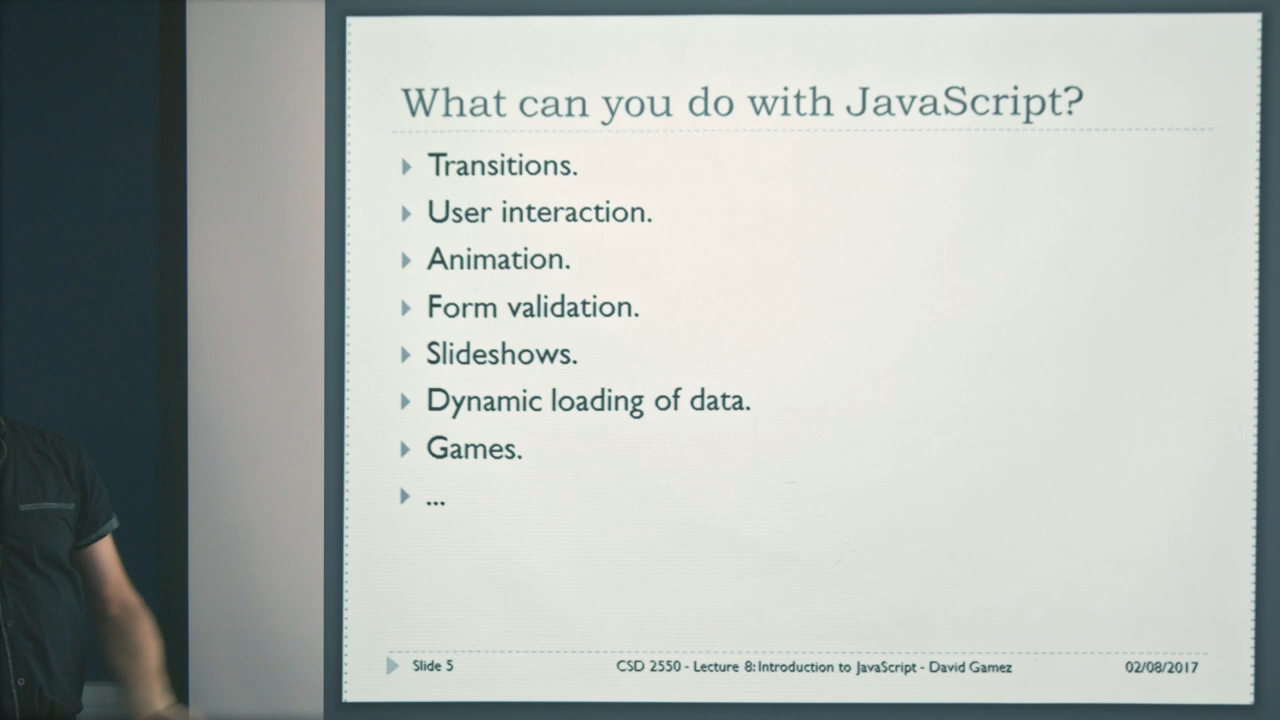 What can you do with JavaScript?
Transitions.
User interaction.
Animation.
Form validation.
Slideshows.
Dynamic loading of data.
Games.
...
Slide 5
CSD 2550 - Lecture 8: Introduction to JavaScript - David Gamez
02/08/2017